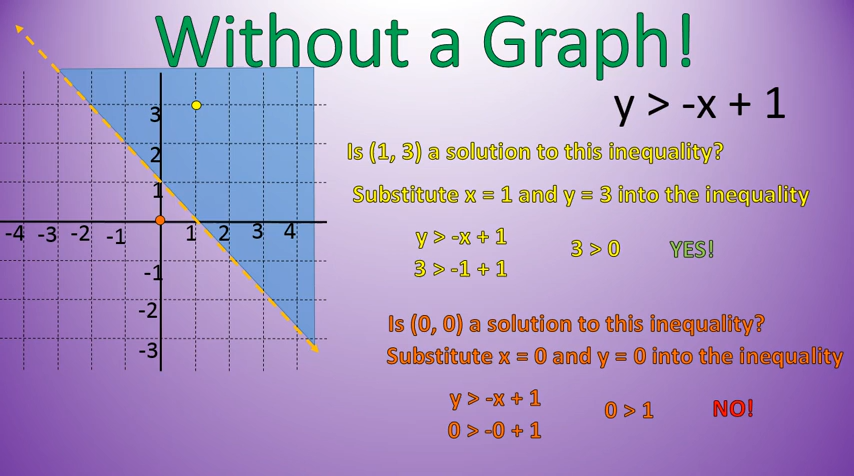 Without a Graph!
y > -x + 1
Is (1, 3) a solution to this inequality?
Substitute x = 1 and y = 3 into the inequality
y > -x + 1
3 > -1 + 1
3 > 0
YES!
Is (0, 0) a solution to this inequality?
Substitute x = 0 and y = 0 into the inequality
y > -x + 1
0 > -0 + 1
0 > 1
NO!
3
2
1
-4 -3 -2 -1 1 2 3 4
-1
-2
-3